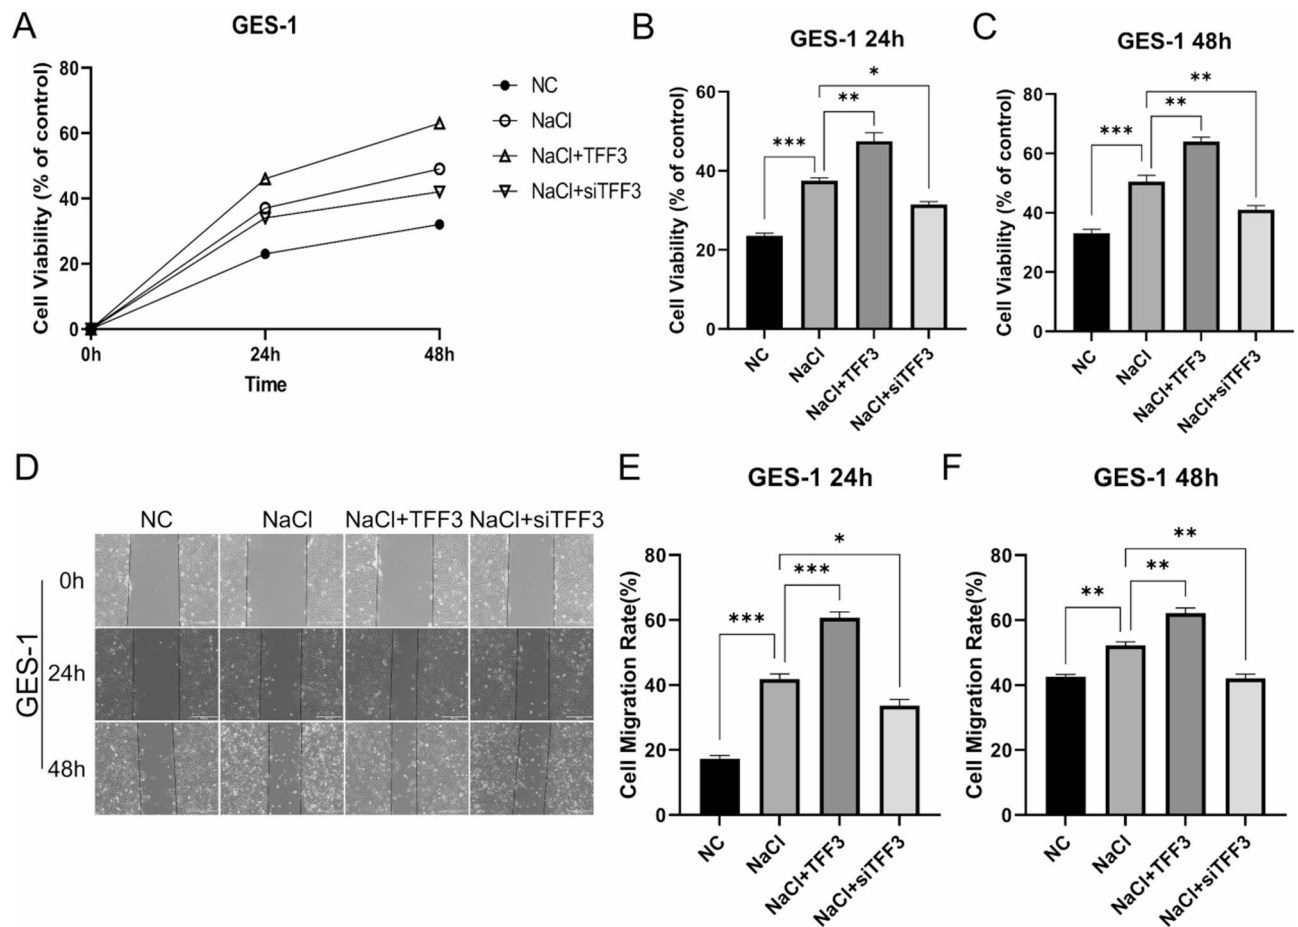 A
GES-1
Cell Viability (% of control)
80
60
40
20
0
0h
24h
48h
Time
NC
NaCl
NaCl+TFF3
NaCl+siTFF3
B
GES-1 24h
Cell Viability (% of control)
60
40
20
0
***
**
*
NC
NaCl
NaCl+TFF3
NaCl+siTFF3
C
GES-1 48h
Cell Viability (% of control)
80
60
40
20
0
***
**
**
NC
NaCl
NaCl+TFF3
NaCl+siTFF3
D
NC NaCl NaCl+TFF3 NaCl+siTFF3
GES-1
0h
24h
48h
E
GES-1 24h
Cell Migration Rate(%)
80
60
40
20
0
***
***
*
NC
NaCl
NaCl+TFF3
NaCl+siTFF3
F
GES-1 48h
Cell Migration Rate(%)
80
60
40
20
0
**
**
**
NC
NaCl
NaCl+TFF3
NaCl+siTFF3